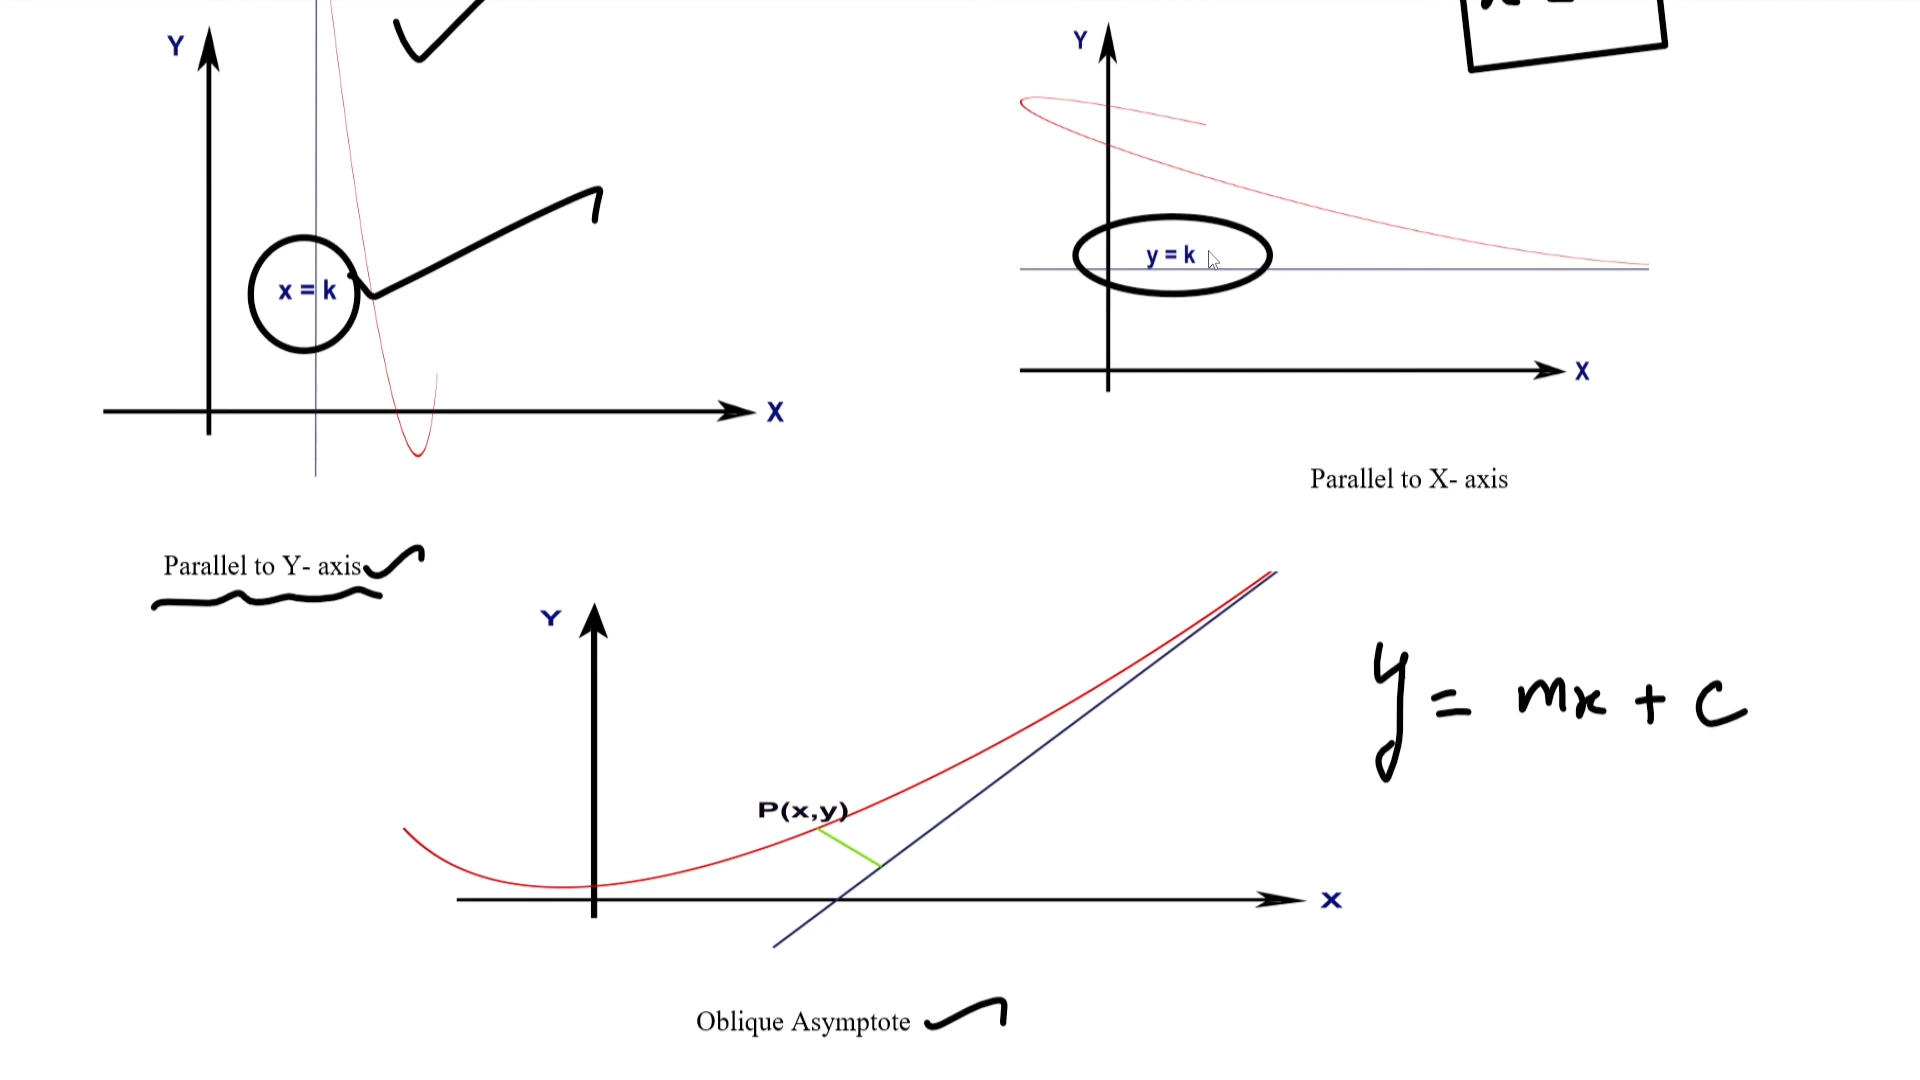 Y
x = k
X
Parallel to Y- axis
Y
y = k
X
Parallel to X- axis
Y
P(x,y)
X
y = mx + c
Oblique Asymptote